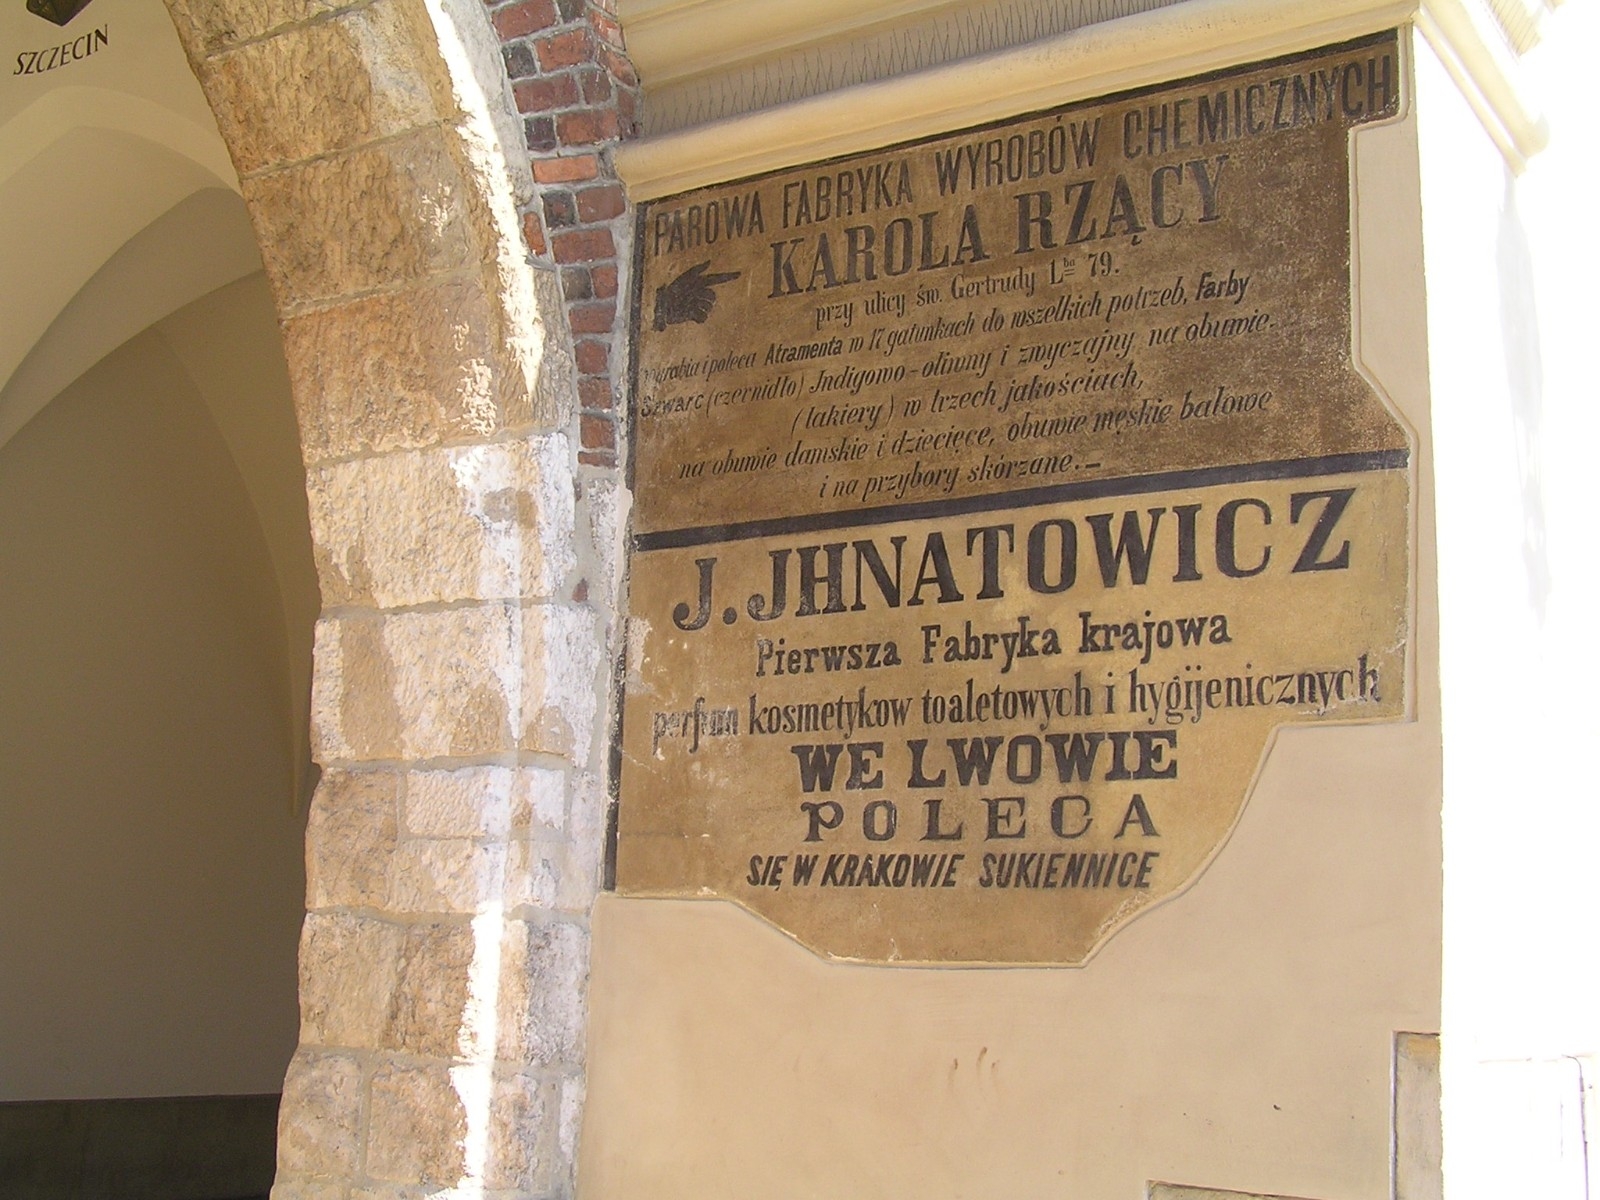 SZCZECIN
PAROWA FABRYKA WYROBÓW CHEMICZNYCH
KAROLA RZĄCY
przy ulicy św. Gertrudy Lba 79.
wyrabia i poleca Atramenta w 17 gatunkach do wszelkich potrzeb, Farby
Szwarc (czernidło) Indigowo-oliwny i zwyczajny na obuwie.
(lakiery) w trzech jakościach,
na obuwie damskie i dziecięce, obuwie męskie balowe
i na przybory skórzane.—
J. JHNATOWICZ
Pierwsza Fabryka krajowa
perfum kosmetykow toaletowych i hygijenicznych
WE LWOWIE
POLECA
SIĘ W KRAKOWIE SUKIENNICE